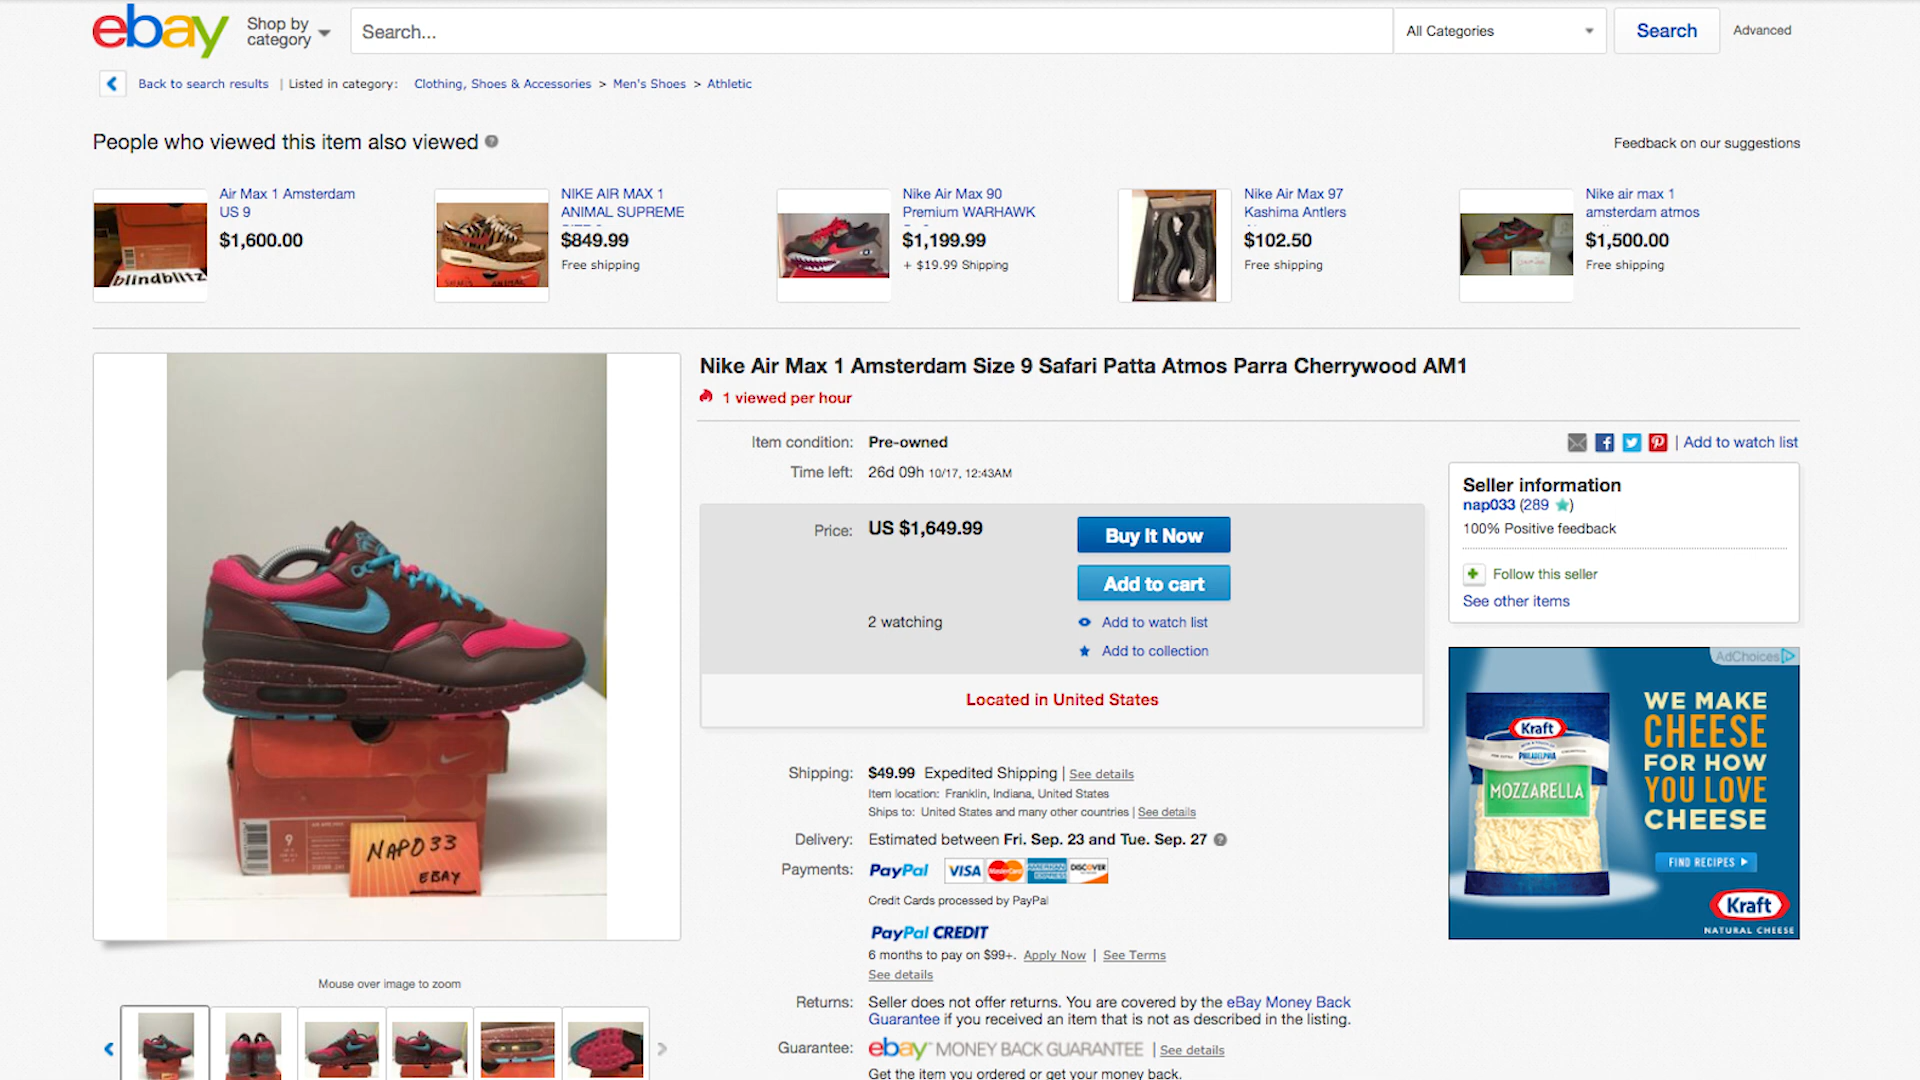 ebay
Shop by
category
Search...
All Categories
Search
Advanced
Back to search results | Listed in category: Clothing, Shoes & Accessories > Men's Shoes > Athletic
People who viewed this item also viewed
Feedback on our suggestions
Air Max 1 Amsterdam
US 9
$1,600.00
blindblitz
NIKE AIR MAX 1
ANIMAL SUPREME
$849.99
Free shipping
Nike Air Max 90
Premium WARHAWK
$1,199.99
+ $19.99 Shipping
Nike Air Max 97
Kashima Antlers
$102.50
Free shipping
Nike air max 1
amsterdam atmos
$1,500.00
Free shipping
Nike Air Max 1 Amsterdam Size 9 Safari Patta Atmos Parra Cherrywood AM1
1 viewed per hour
Item condition: Pre-owned
Time left: 26d 09h 10/17, 12:43AM
| Add to watch list
Price: US $1,649.99
Buy It Now
Add to cart
2 watching
Add to watch list
Add to collection
Located in United States
Seller information
nap033 (289 )
100% Positive feedback
Follow this seller
See other items
9
NAP033
EBAY
Shipping: $49.99 Expedited Shipping | See details
Item location: Franklin, Indiana, United States
Ships to: United States and many other countries | See details
Delivery: Estimated between Fri. Sep. 23 and Tue. Sep. 27
Payments: PayPal VISA MasterCard AMERICAN EXPRESS DISCOVER
Credit Cards processed by PayPal
PayPal CREDIT
6 months to pay on $99+. Apply Now | See Terms
See details
Returns: Seller does not offer returns. You are covered by the eBay Money Back
Guarantee if you received an item that is not as described in the listing.
Guarantee: ebay MONEY BACK GUARANTEE | See details
Get the item you ordered or get your money back.
AdChoices
WE MAKE
CHEESE
FOR HOW
YOU LOVE
CHEESE
Kraft
PHILADELPHIA
MOZZARELLA
FIND RECIPES
Kraft
NATURAL CHEESE
Mouse over image to zoom